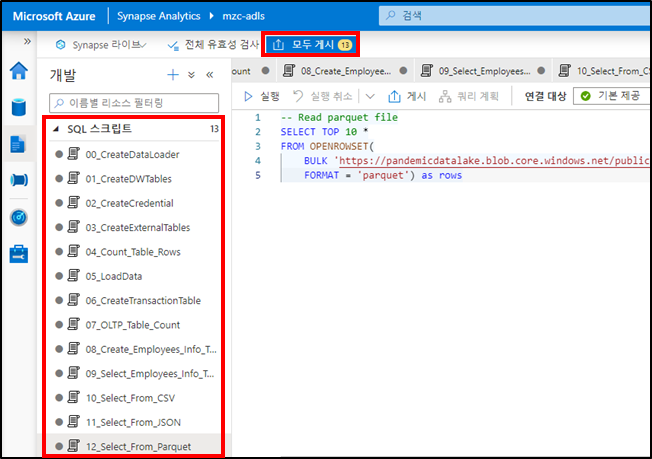 Microsoft Azure Synapse Analytics mzc-adls 검색
Synapse 라이브 전체 유효성 검사 모두 게시 13
개발
이름별 리소스 필터링
SQL 스크립트 13
00_CreateDataLoader
01_CreateDWTables
02_CreateCredential
03_CreateExternalTables
04_Count_Table_Rows
05_LoadData
06_CreateTransactionTable
07_OLTP_Table_Count
08_Create_Employees_Info_T...
09_Select_Employees_Info_T...
10_Select_From_CSV
11_Select_From_JSON
12_Select_From_Parquet
ount 08_Create_Employee... 09_Select_Employees... 10_Select_From_CS
실행 실행 취소 게시 쿼리 계획 연결 대상 기본 제공
1 -- Read parquet file
2 SELECT TOP 10 *
3 FROM OPENROWSET(
4 BULK 'https://pandemicdatalake.blob.core.windows.net/public
5 FORMAT = 'parquet') as rows